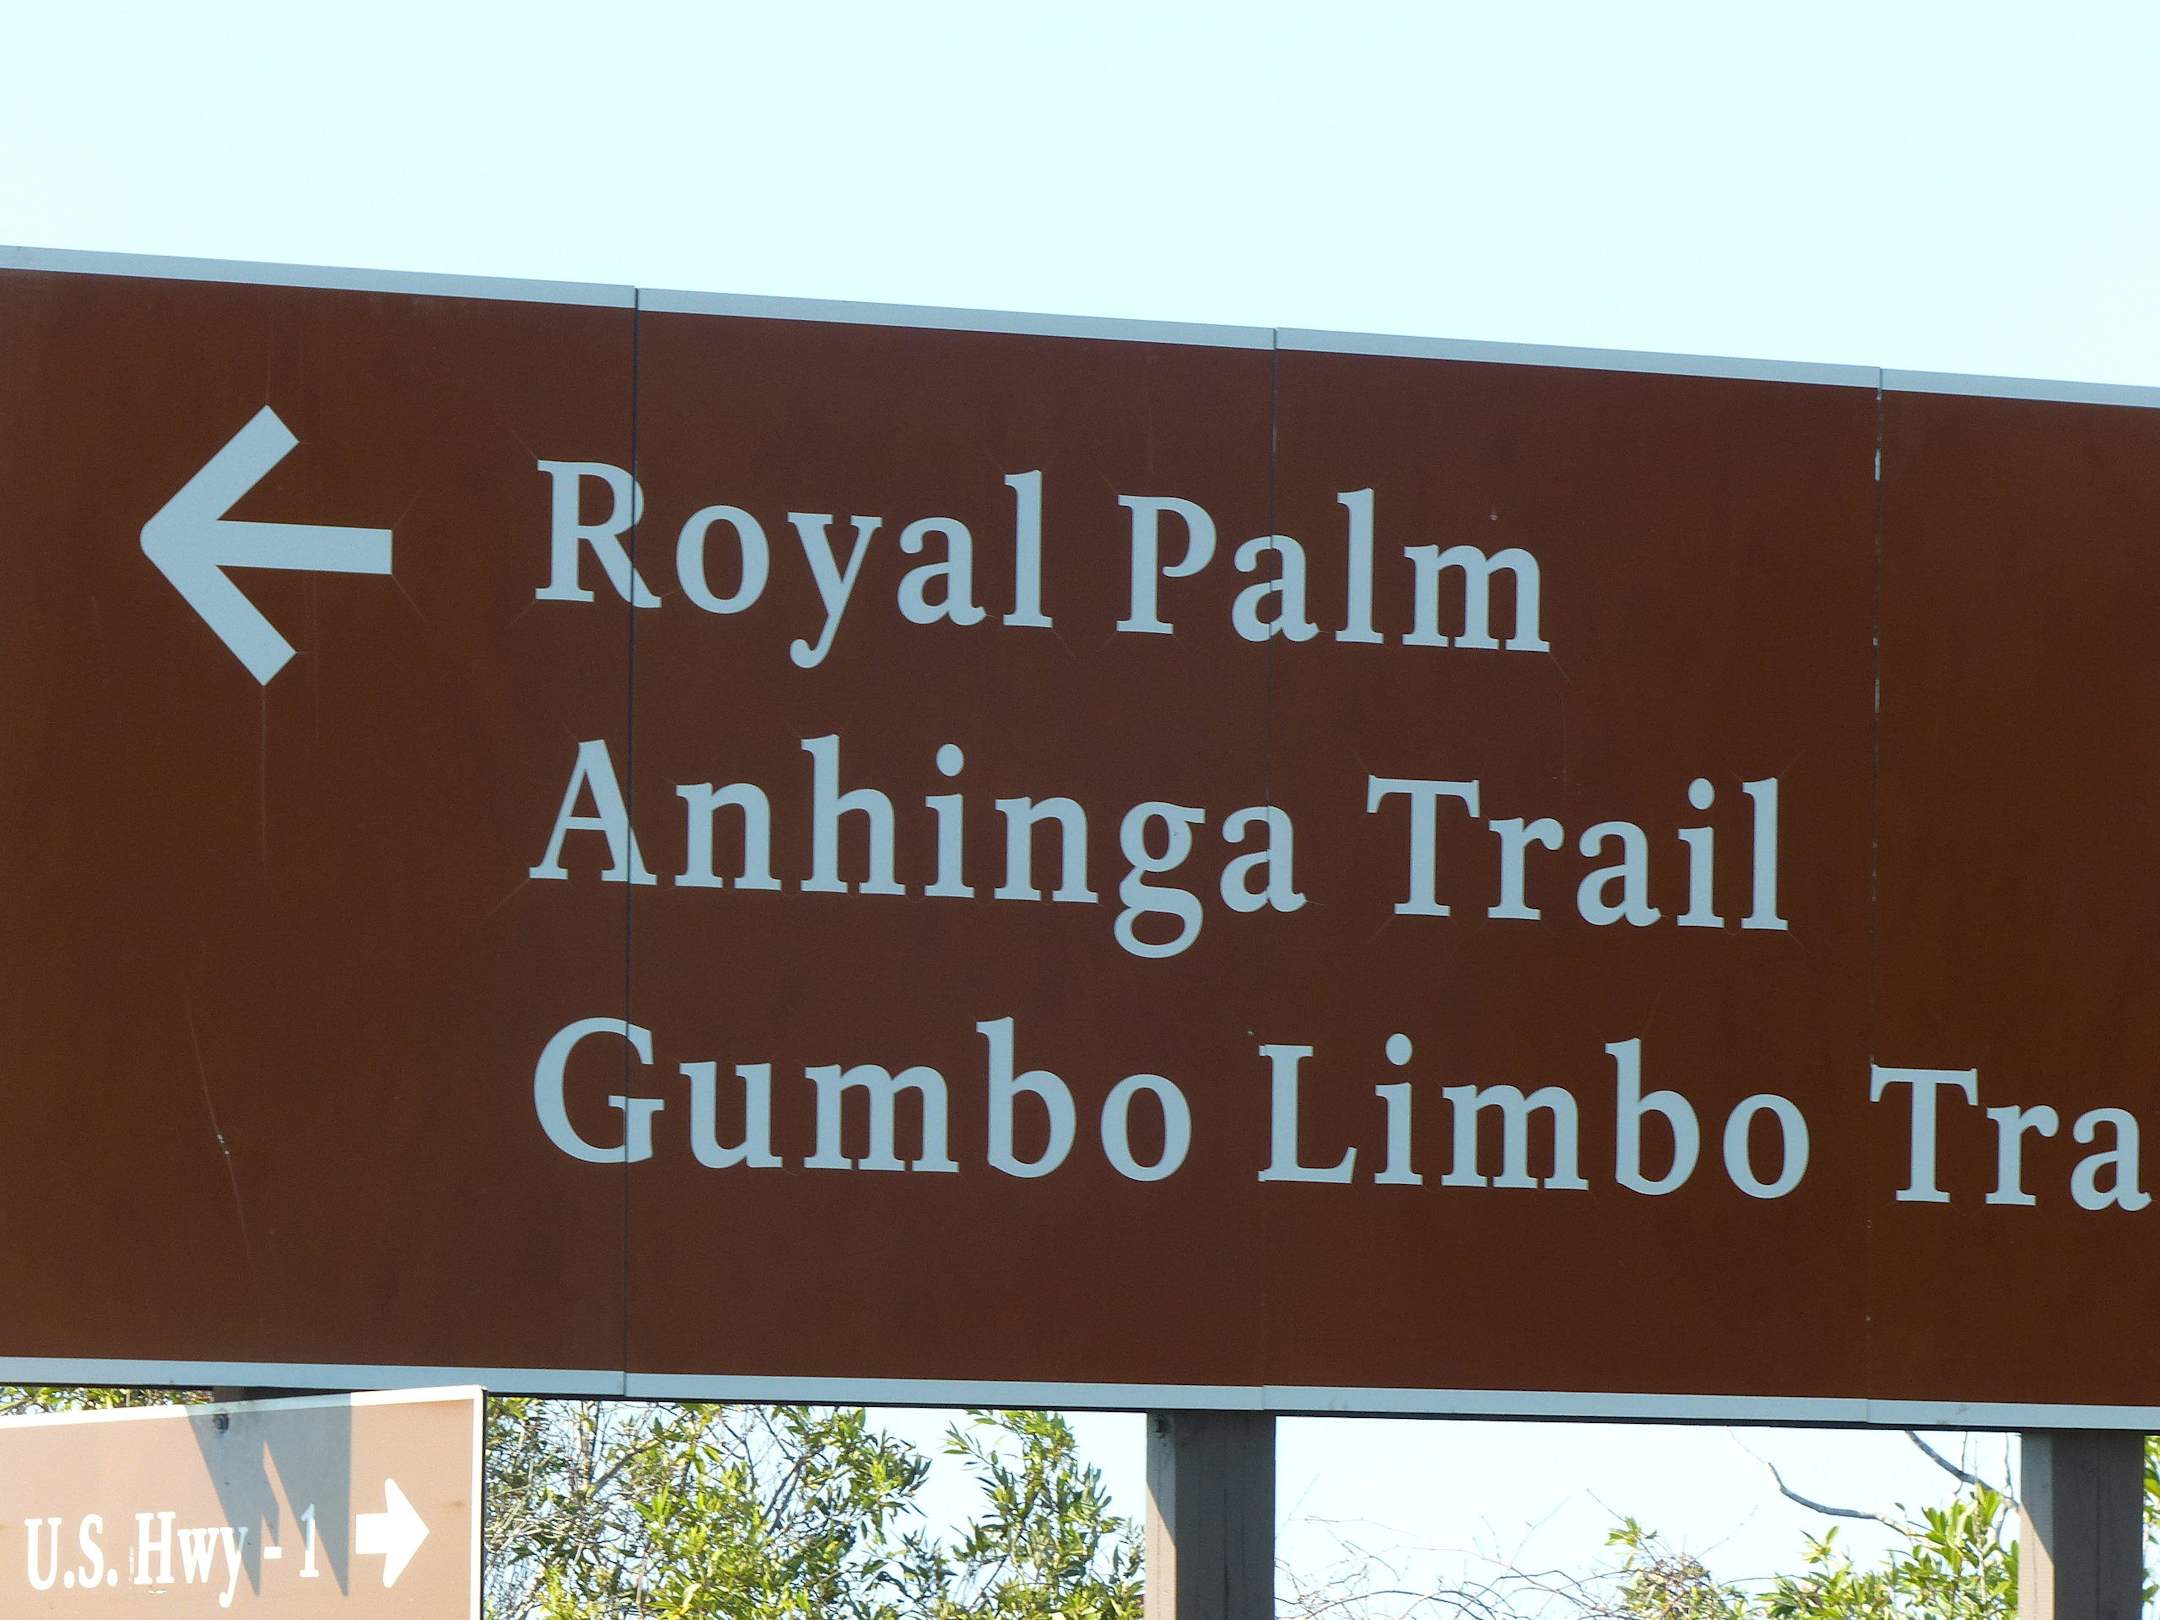 Royal Palm
Anhinga Trail
Gumbo Limbo Tra
U.S. Hwy - 1